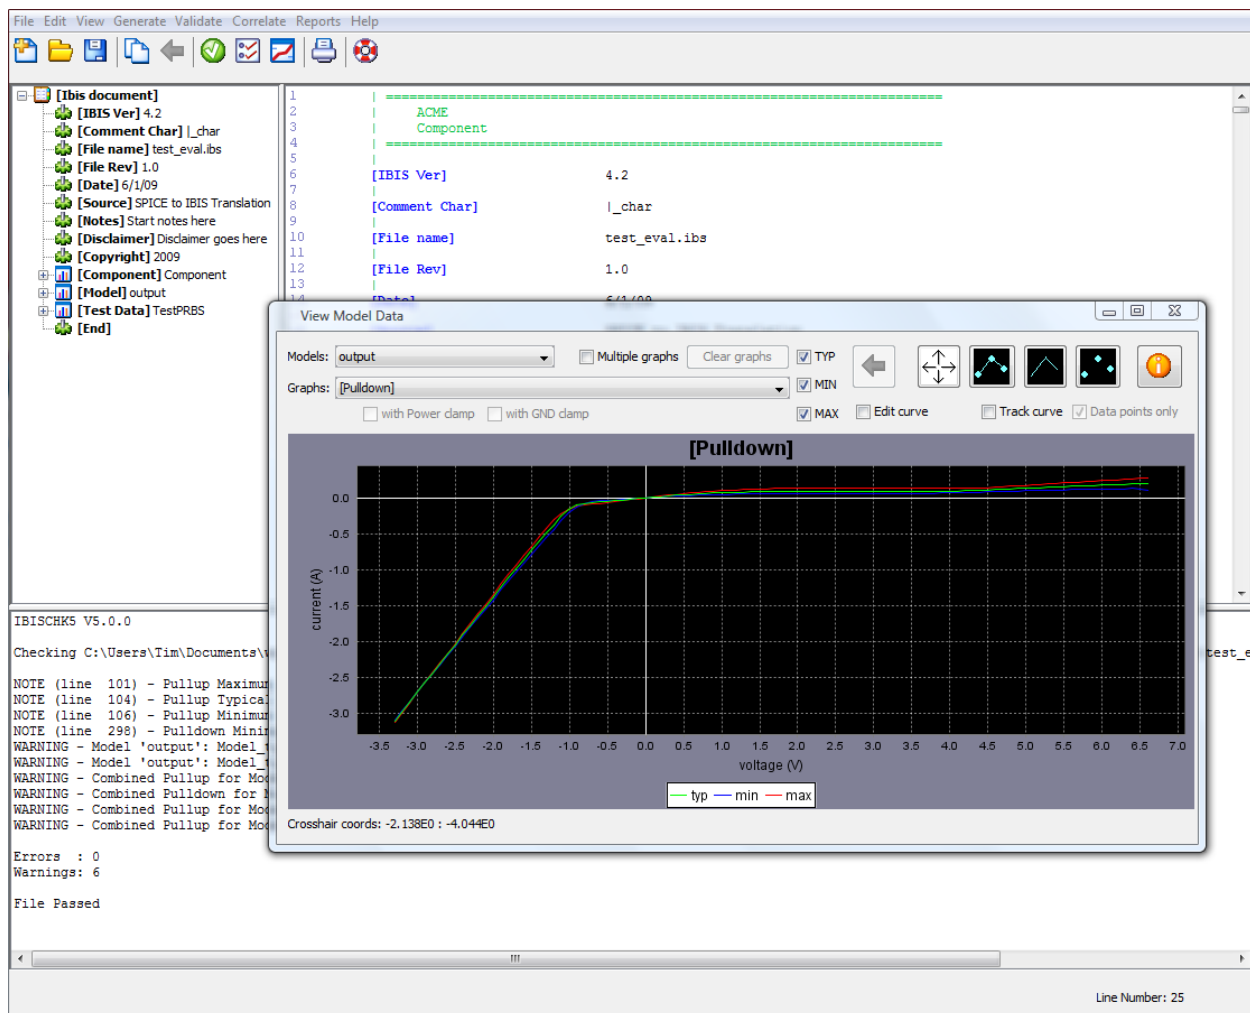 File Edit View Generate Validate Correlate Reports Help
[Ibis document]
[IBIS Ver] 4.2
[Comment Char] |_char
[File name] test_eval.ibs
[File Rev] 1.0
[Date] 6/1/09
[Source] SPICE to IBIS Translation
[Notes] Start notes here
[Disclaimer] Disclaimer goes here
[Copyright] 2009
[Component] Component
[Model] output
[Test Data] TestPRBS
[End]
1 | =======================================================================
2 | ACME
3 | Component
4 | =======================================================================
5 |
6 [IBIS Ver] 4.2
7 |
8 [Comment Char] |_char
9 |
10 [File name] test_eval.ibs
11 |
12 [File Rev] 1.0
13 |
14 [Date] 6/1/09
View Model Data
Models: output Multiple graphs Clear graphs TYP
Graphs: [Pulldown] MIN
with Power clamp with GND clamp MAX Edit curve Track curve Data points only
[Pulldown]
current (A)
0.0
-0.5
-1.0
-1.5
-2.0
-2.5
-3.0
-3.5 -3.0 -2.5 -2.0 -1.5 -1.0 -0.5 0.0 0.5 1.0 1.5 2.0 2.5 3.0 3.5 4.0 4.5 5.0 5.5 6.0 6.5 7.0
voltage (V)
typ min max
Crosshair coords: -2.138E0 : -4.044E0
IBISCHK5 V5.0.0
Checking C:\Users\Tim\Documents\ test_e
NOTE (line 101) - Pullup Maximum
NOTE (line 104) - Pullup Typical
NOTE (line 106) - Pullup Minimum
NOTE (line 298) - Pulldown Mini
WARNING - Model 'output': Model_
WARNING - Model 'output': Model_
WARNING - Combined Pullup for Mod
WARNING - Combined Pulldown for
WARNING - Combined Pullup for Mod
WARNING - Combined Pullup for Mod
Errors : 0
Warnings: 6
File Passed
Line Number: 25